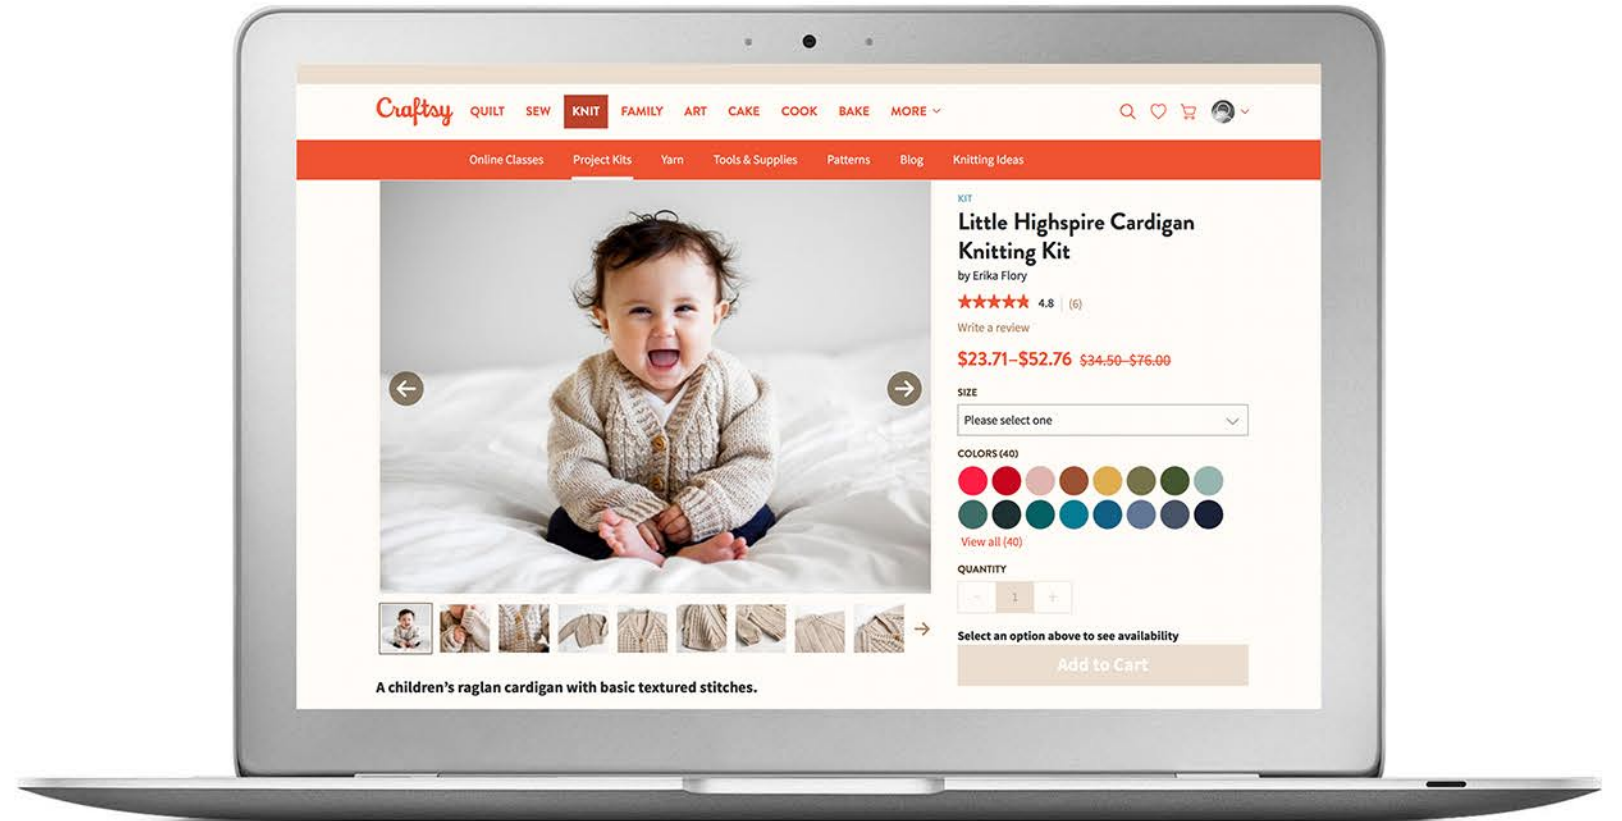 Craftsy QUILT SEW KNIT FAMILY ART CAKE COOK BAKE MORE
Online Classes Project Kits Yarn Tools & Supplies Patterns Blog Knitting Ideas
KIT
Little Highspire Cardigan
Knitting Kit
by Erika Flory
4.8 (6)
Write a review
$23.71–$52.76 $34.50–$76.00
SIZE
Please select one
COLORS (40)
View all (40)
QUANTITY
− 1 +
Select an option above to see availability
Add to Cart
A children’s raglan cardigan with basic textured stitches.